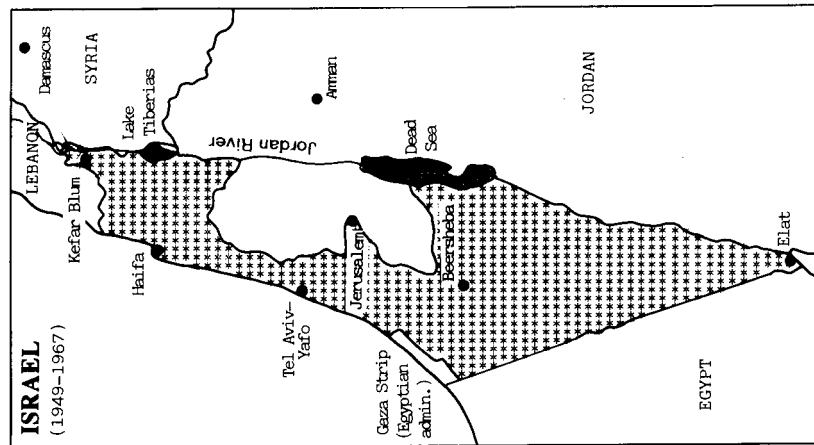 ISRAEL
(1949-1967)
LEBANON
SYRIA
Damascus
Kefar Blum
Lake
Tiberias
Haifa
Jordan River
Amman
Tel Aviv-
Yafo
Jerusalem
Dead
Sea
Gaza Strip
(Egyptian
admin.)
Beersheba
JORDAN
EGYPT
Elat